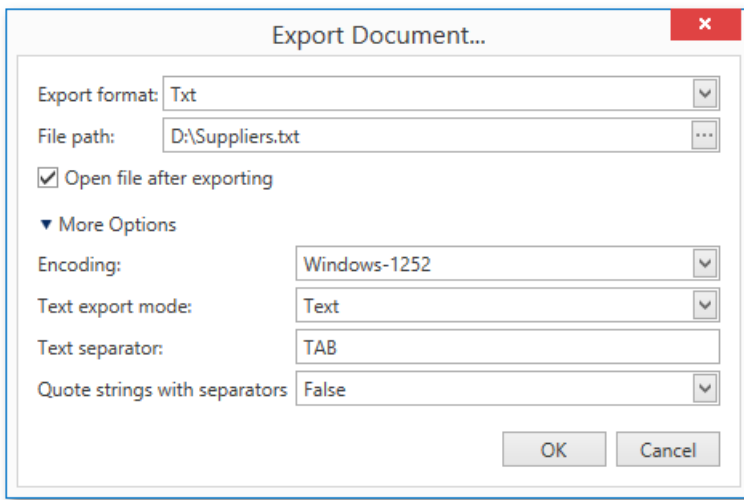 Export Document...
Export format: Txt
File path: D:\Suppliers.txt
Open file after exporting
More Options
Encoding: Windows-1252
Text export mode: Text
Text separator: TAB
Quote strings with separators False
OK Cancel